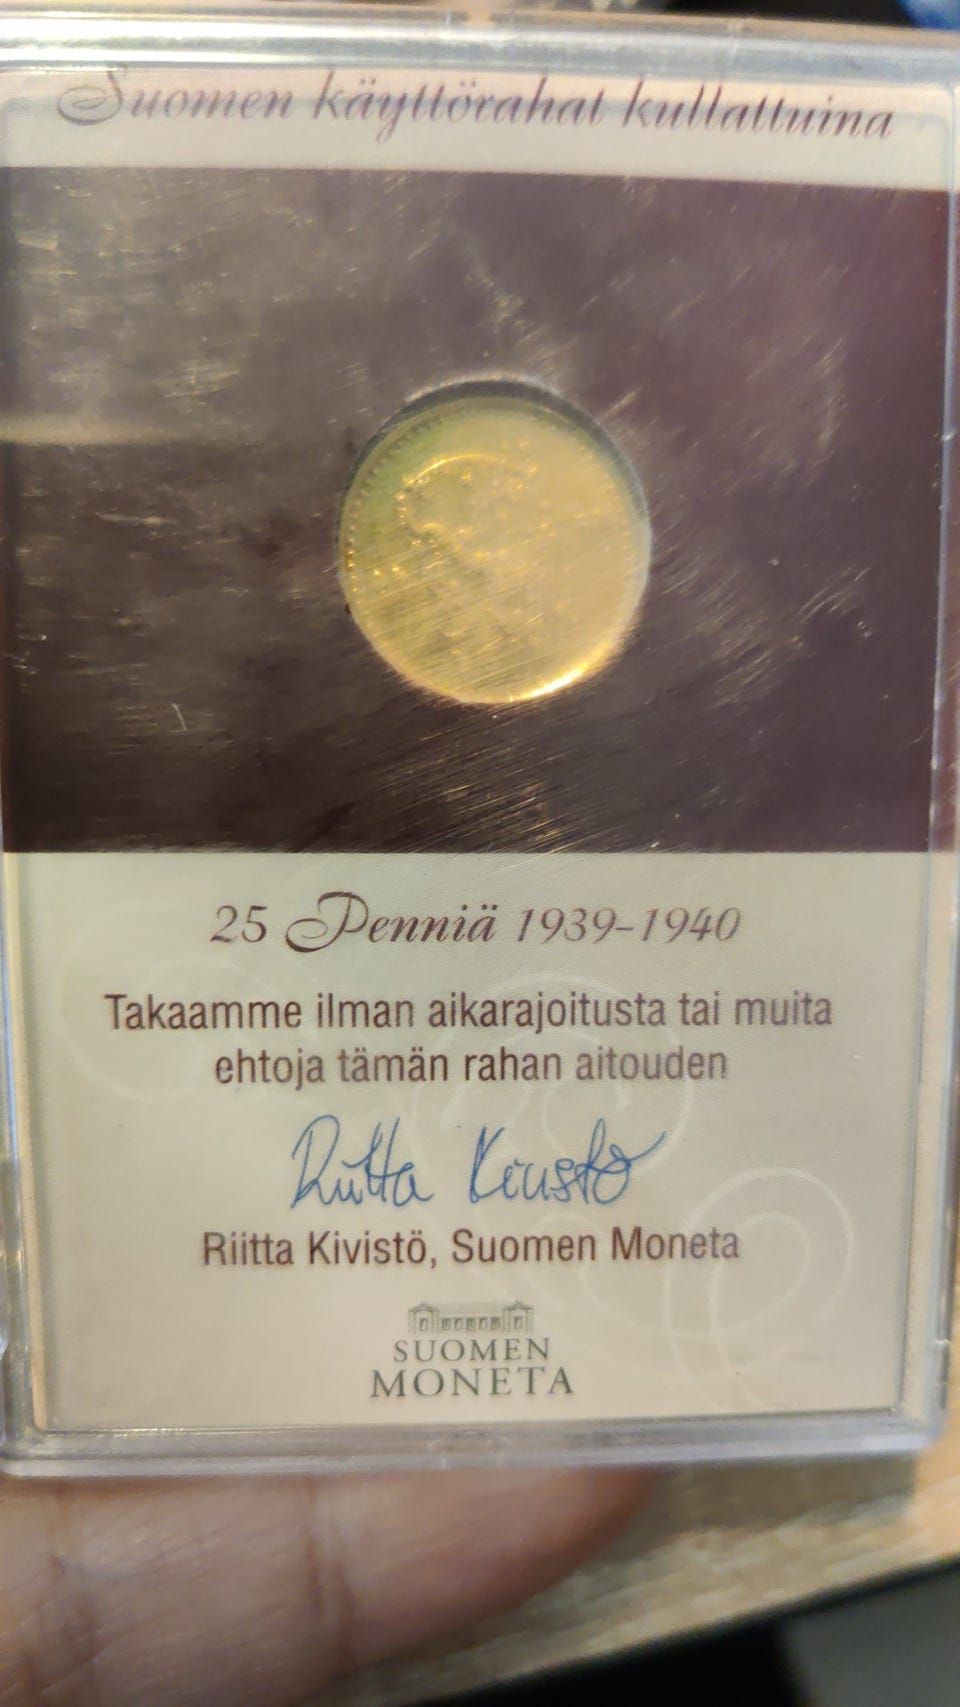 Suomen käyttörahat kullattuina
25 Penniä 1939-1940
Takaamme ilman aikarajoitusta tai muita
ehtoja tämän rahan aitouden
Riitta Kivistö
Riitta Kivistö, Suomen Moneta
SUOMEN
MONETA